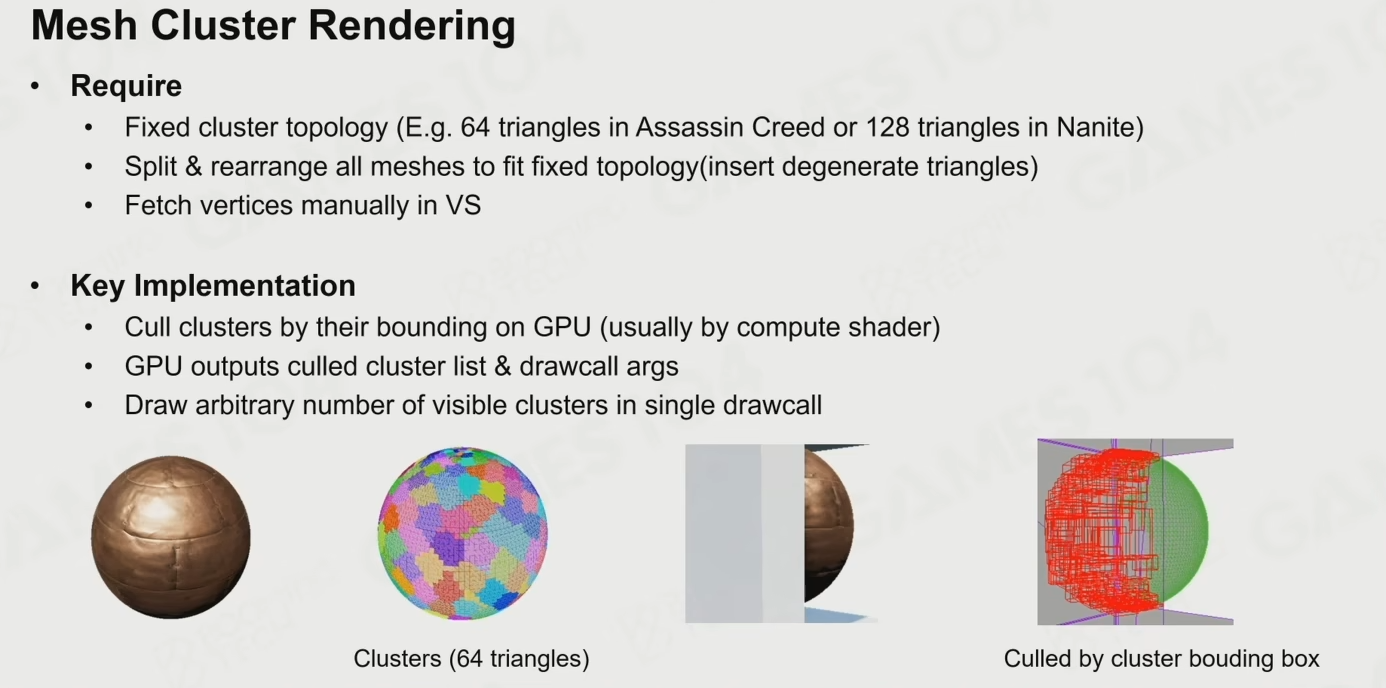 Mesh Cluster Rendering
• Require
• Fixed cluster topology (E.g. 64 triangles in Assassin Creed or 128 triangles in Nanite)
• Split & rearrange all meshes to fit fixed topology(insert degenerate triangles)
• Fetch vertices manually in VS
• Key Implementation
• Cull clusters by their bounding on GPU (usually by compute shader)
• GPU outputs culled cluster list & drawcall args
• Draw arbitrary number of visible clusters in single drawcall
Clusters (64 triangles)
Culled by cluster bouding box
GAMES104